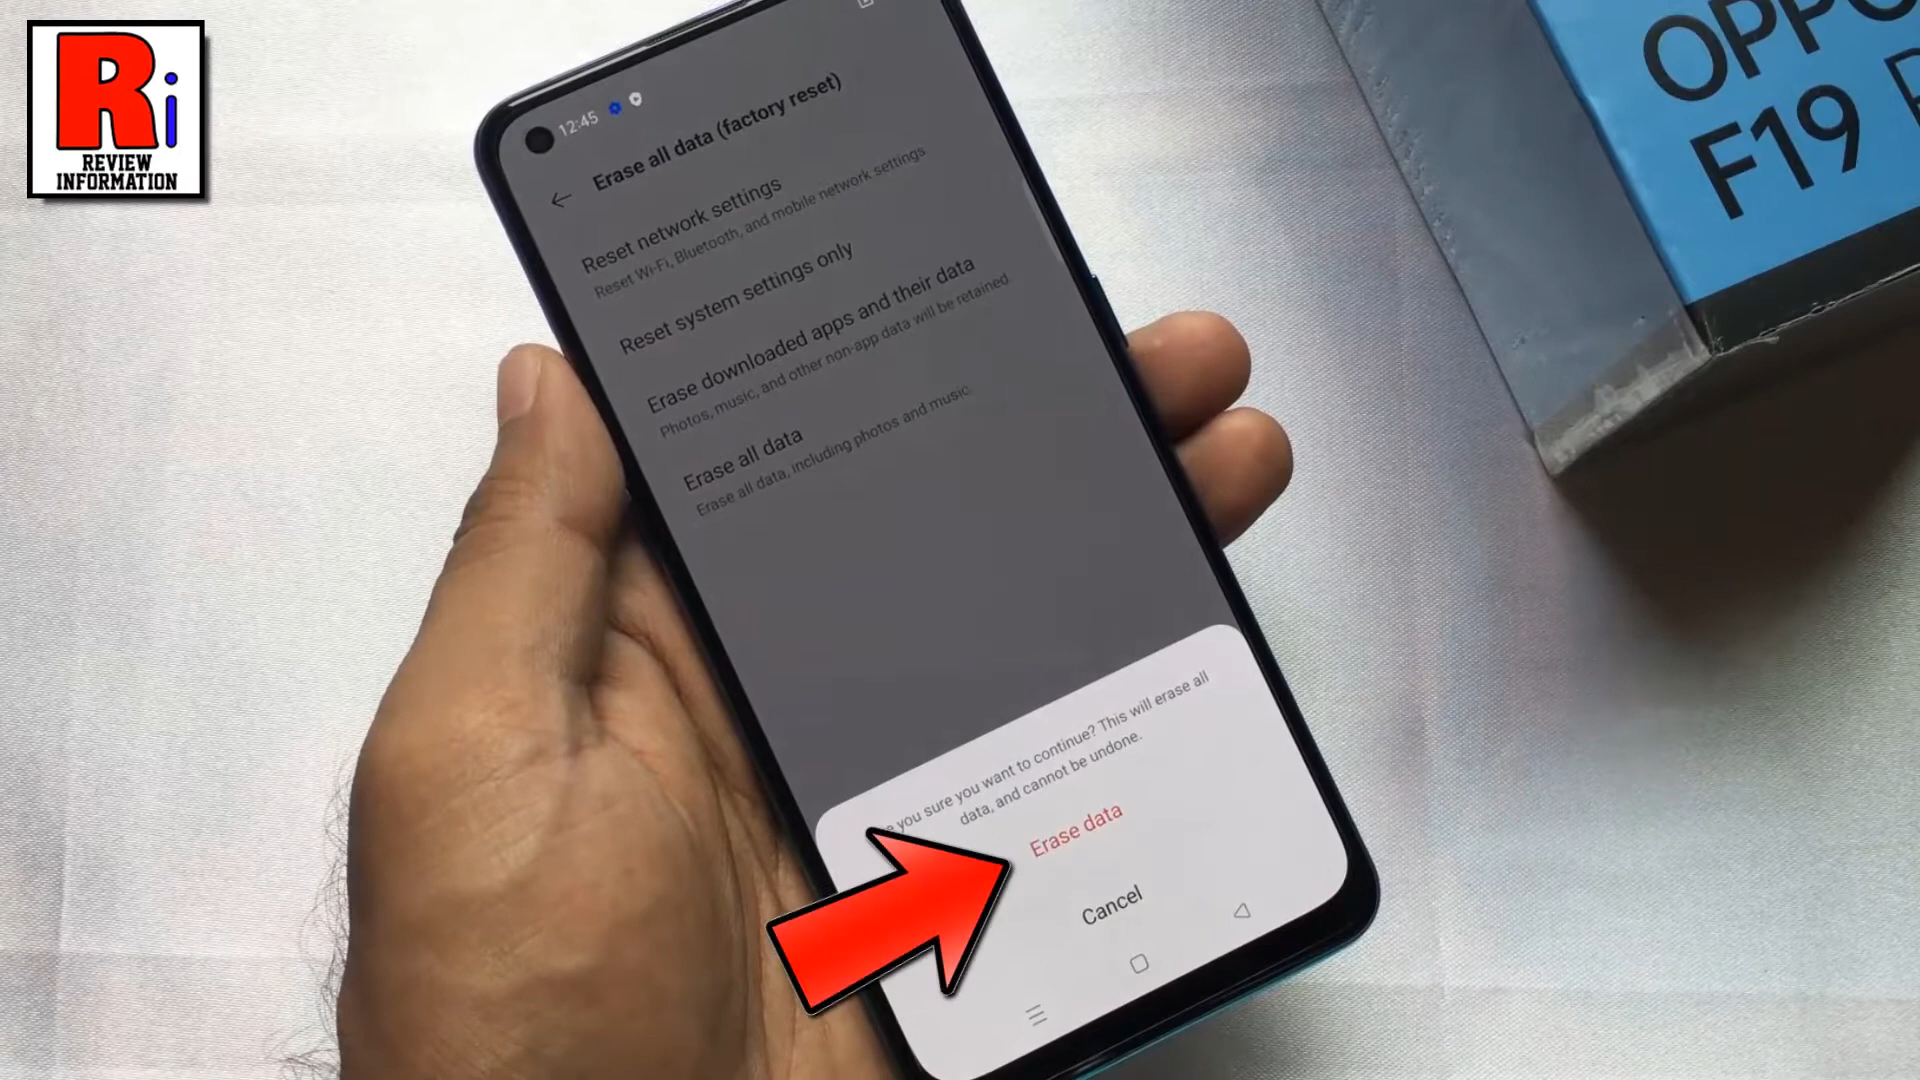 Ri
REVIEW
INFORMATION
OPPO
F19
12:45
Erase all data (factory reset)
Reset network settings
Reset Wi-Fi, Bluetooth, and mobile network settings
Reset system settings only
Erase downloaded apps and their data
Photos, music, and other non-app data will be retained.
Erase all data
Erase all data, including photos and music.
you sure you want to continue? This will erase all
data, and cannot be undone.
Erase data
Cancel